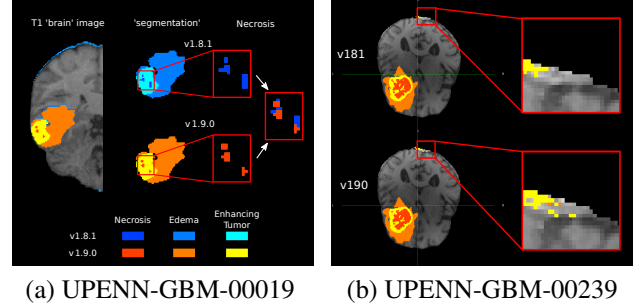 T1 'brain' image
'segmentation'
Necrosis
v1.8.1
v1.9.0
Necrosis
Edema
Enhancing
Tumor
v1.8.1
v1.9.0
(a) UPENN-GBM-00019
v181
v190
(b) UPENN-GBM-00239